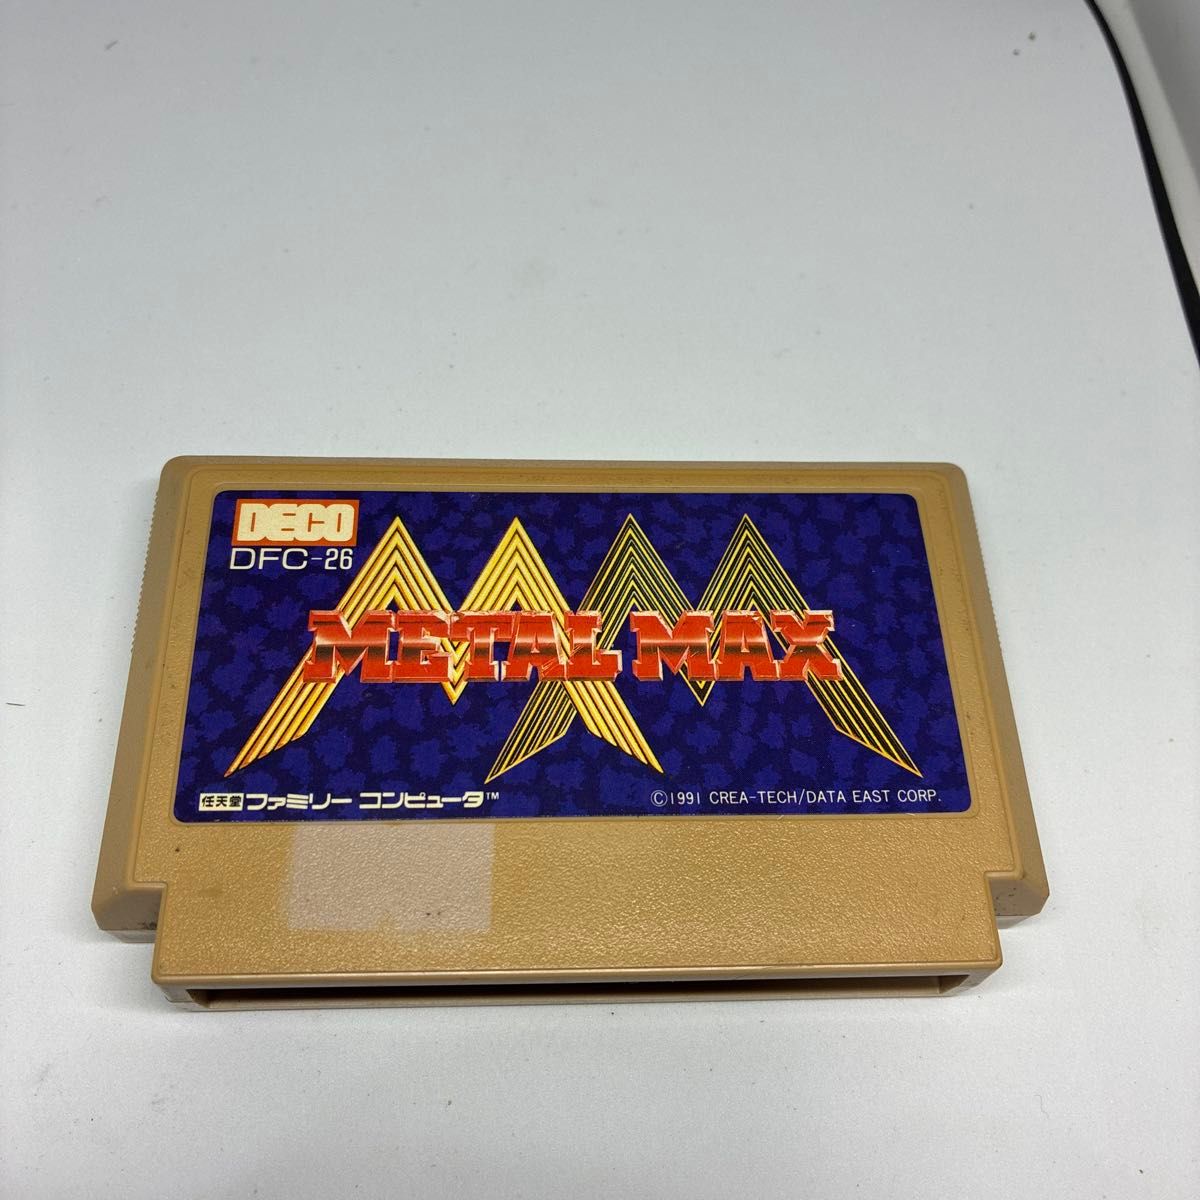 DECO
DFC-26
METAL MAX
任天堂 ファミリー コンピュータ™
©1991 CREA-TECH/DATA EAST CORP.